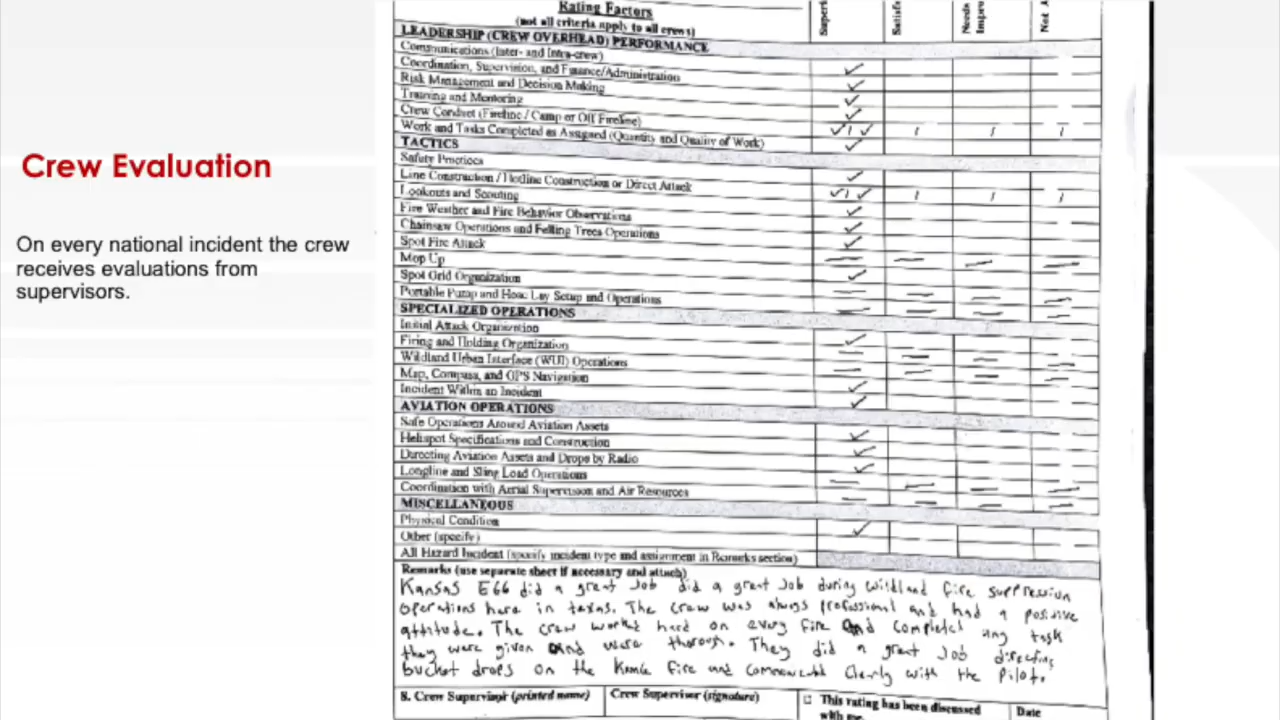 Crew Evaluation
On every national incident the crew
receives evaluations from
supervisors.
Rating Factors
(not all criteria apply to all crews)
LEADERSHIP (CREW OVERHEAD) PERFORMANCE
Communications (Inter- and Intra-crew)
Coordination, Supervision, and Finance/Administration
Risk Management and Decision Making
Training and Mentoring
Crew Conduct (Fireline / Camp or Off Fireline)
Work and Tasks Completed as Assigned (Quantity and Quality of Work)
TACTICS
Safety Practices
Line Construction / Hotline Construction or Direct Attack
Lookouts and Scouting
Fire Weather and Fire Behavior Observations
Chainsaw Operations and Felling Trees Operations
Spot Fire Attack
Mop Up
Spot Grid Organization
Portable Pump and Hose Lay Setup and Operations
SPECIALIZED OPERATIONS
Initial Attack Organization
Firing and Holding Organization
Wildland Urban Interface (WUI) Operations
Map, Compass, and GPS Navigation
Incident Within an Incident
AVIATION OPERATIONS
Safe Operations Around Aviation Assets
Helispot Specifications and Construction
Directing Aviation Assets and Drops by Radio
Longline and Sling Load Operations
Coordination with Aerial Supervision and Air Resources
MISCELLANEOUS
Physical Condition
Other (specify)
All Hazard Incident (specify incident type and assignment in Remarks section)
Remarks (use separate sheet if necessary and attach)
Kansas E66 did a great Job did a great Job during wildland fire suppression
operations here in texas. The crew was always professional and had a positive
attitude. The crew worked hard on every fire and completed any task
they were given and were thorough. They did a great Job directing
bucket drops on the fire and clearly with the Pilot.
8. Crew Supervisor (printed name)
Crew Supervisor (signature)
This rating has been discussed
with me.
Date